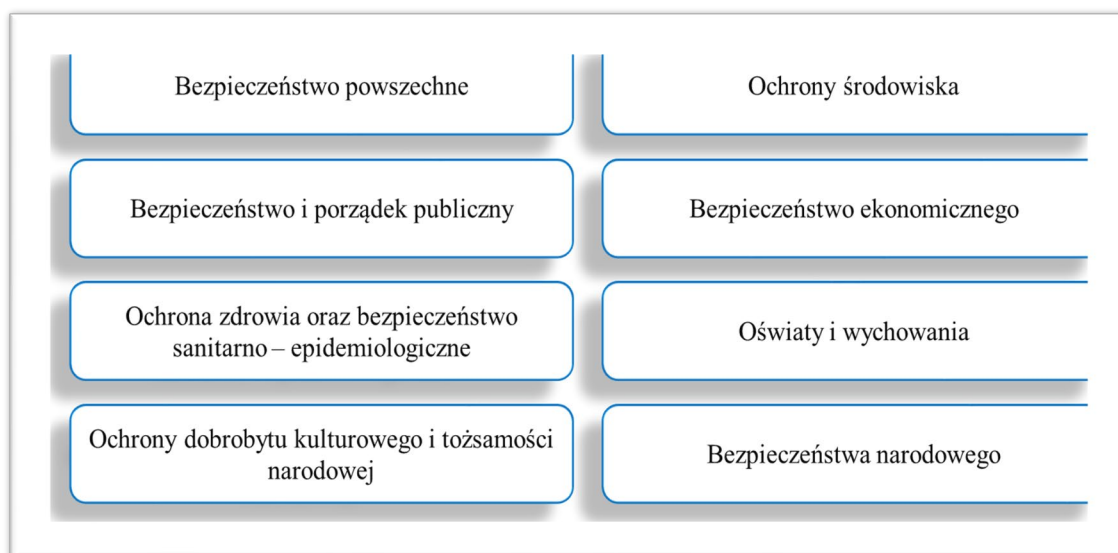 Bezpieczeństwo powszechne
Ochrony środowiska
Bezpieczeństwo i porządek publiczny
Bezpieczeństwo ekonomicznego
Ochrona zdrowia oraz bezpieczeństwo
sanitarno – epidemiologiczne
Oświaty i wychowania
Ochrony dobrobytu kulturowego i tożsamości
narodowej
Bezpieczeństwa narodowego